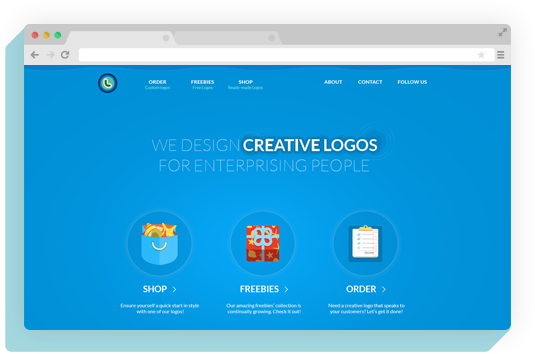 ORDER FREEBIES SHOP ABOUT CONTACT FOLLOW US
Custom logos Free Logos Ready-made Logos
WE DESIGN CREATIVE LOGOS
FOR ENTERPRISING PEOPLE
SHOP FREEBIES ORDER
Ensure yourself a quick start in style
with one of our logos!
Our amazing freebies' collection is
continually growing. Check it out!
Need a creative logo that speaks to
your customers? Let's get it done!